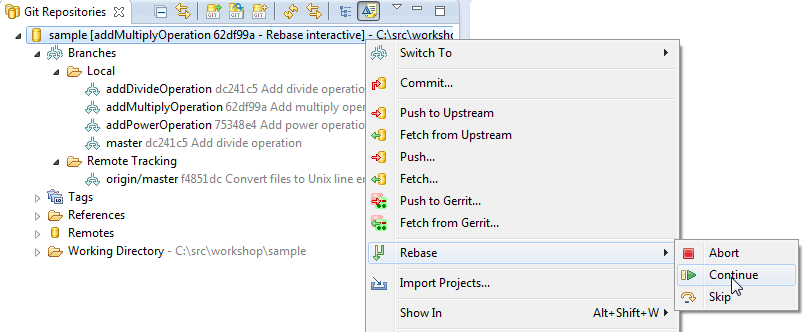 Git Repositories
sample [addMultiplyOperation 62df99a - Rebase interactive] - C:\src\workshop
Branches
Local
addDivideOperation dc241c5 Add divide operation
addMultiplyOperation 62df99a Add multiply oper
addPowerOperation 75348e4 Add power operation
master dc241c5 Add divide operation
Remote Tracking
origin/master f4851dc Convert files to Unix line en
Tags
References
Remotes
Working Directory - C:\src\workshop\sample
Switch To
Commit...
Push to Upstream
Fetch from Upstream
Push...
Fetch...
Push to Gerrit...
Fetch from Gerrit...
Rebase
Import Projects...
Show In Alt+Shift+W
Abort
Continue
Skip